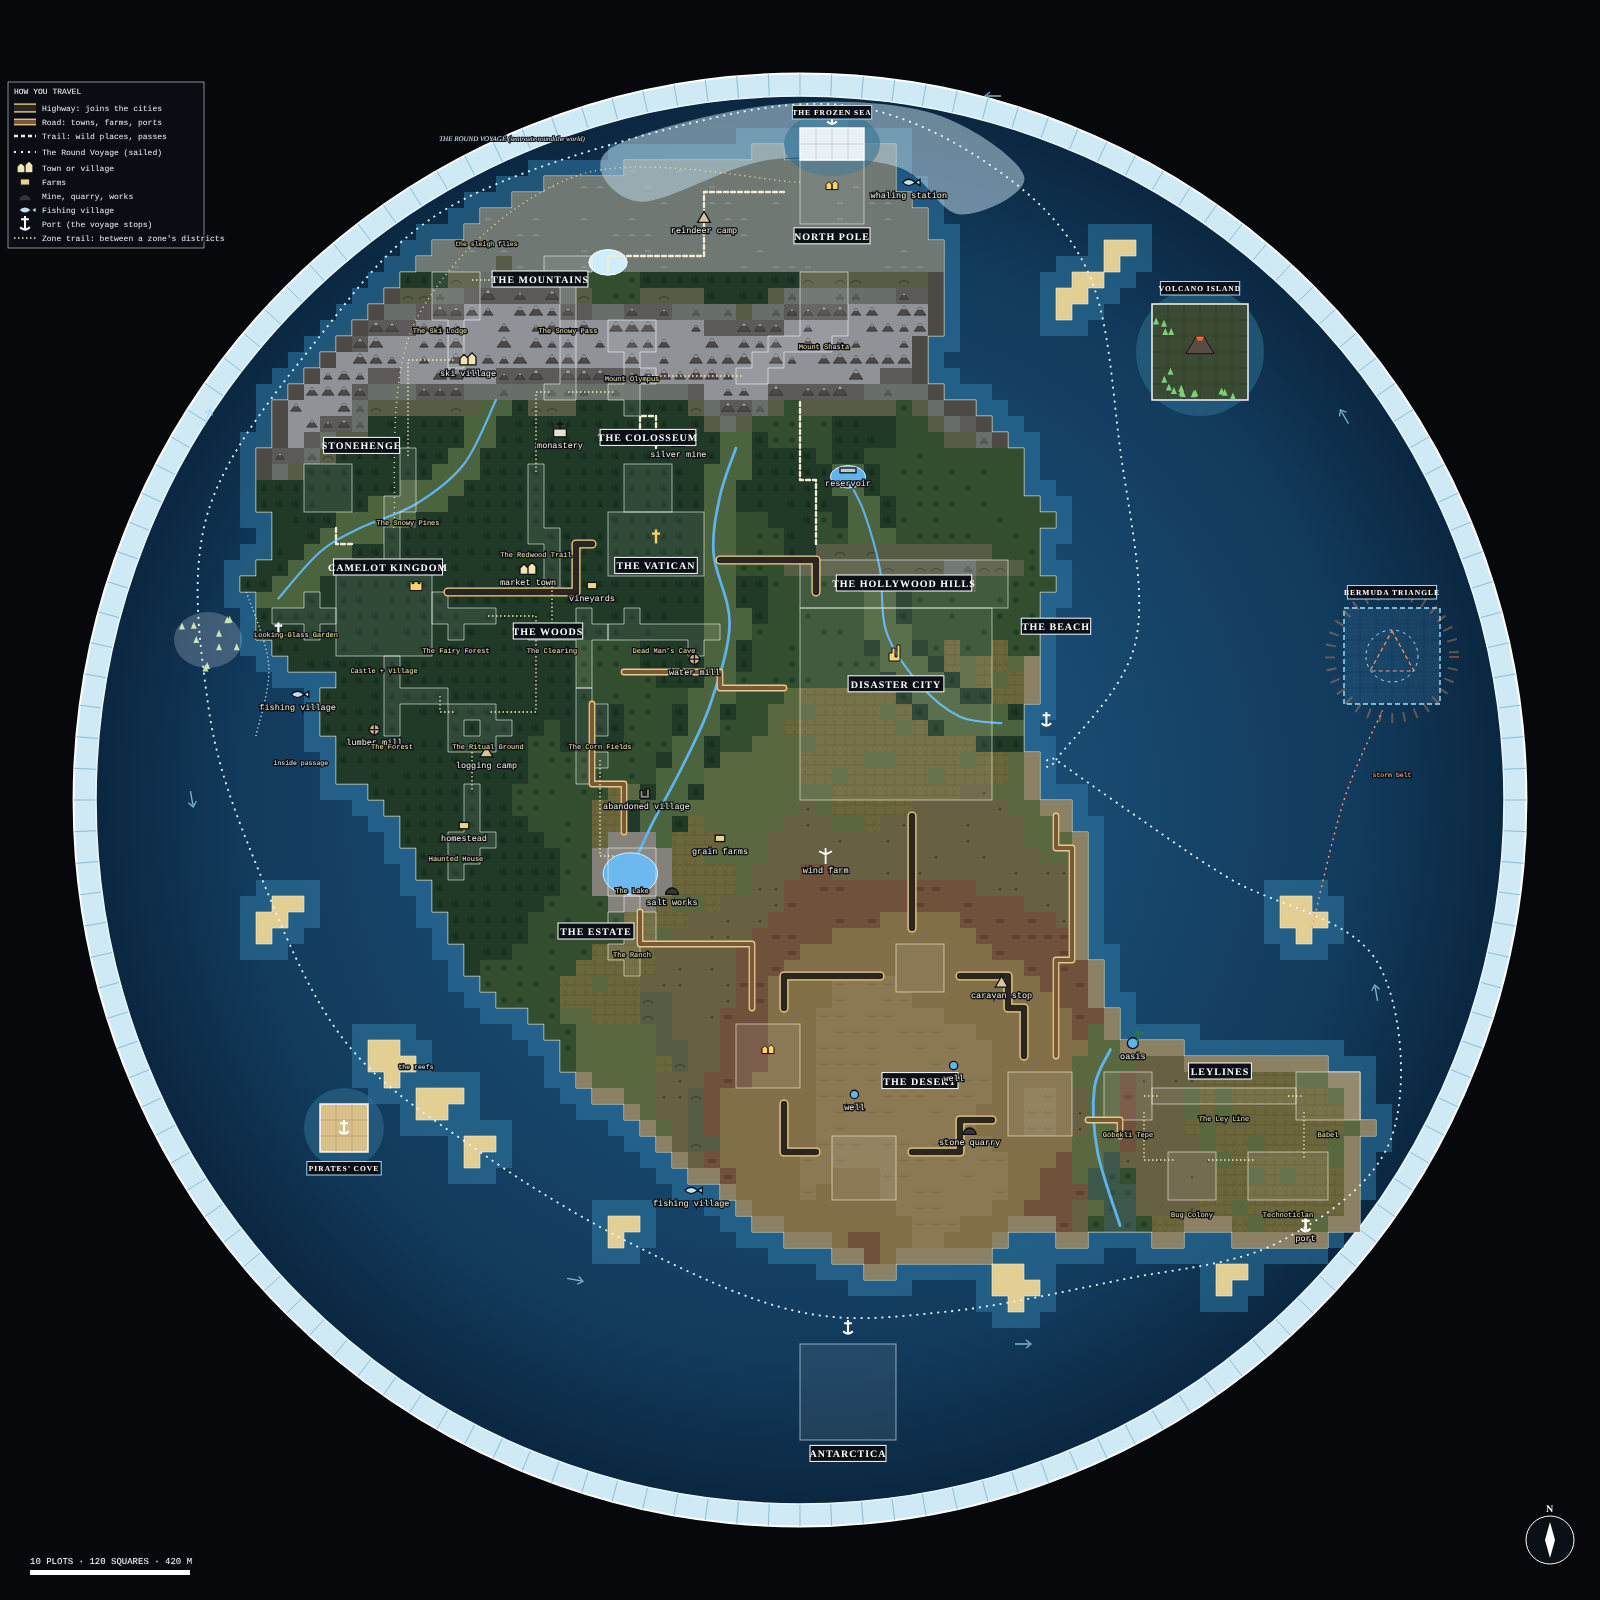 THE FROZEN SEA
HOW YOU TRAVEL
Highway: joins the cities
Road: towns, farms, ports
Trail: wild places, passes
The Round Voyage (sailed)
Town or village
Farms
Mine, quarry, works
Fishing village
Port (the voyage stops)
Zone trail: between a zone's districts
THE ROUND VOYAGE
whaling station
reindeer camp
NORTH POLE
the sleigh flies
THE MOUNTAINS
VOLCANO ISLAND
The Ski Lodge
The Snowy Pass
Mount Shasta
ski village
Mount Olympus
STONEHENGE
monastery
THE COLOSSEUM
silver mine
reservoir
The Snowy Pines
The Redwood Trail
CAMELOT KINGDOM
THE VATICAN
market town
THE HOLLYWOOD HILLS
vineyards
BERMUDA TRIANGLE
Looking-Glass Garden
THE WOODS
THE BEACH
The Fairy Forest
The Clearing
Dead Man's Cave
Castle + Village
water mill
DISASTER CITY
fishing village
lumber mill
The Forest
The Ritual Ground
The Corn Fields
inside passage
logging camp
storm belt
abandoned village
homestead
grain farms
Haunted House
wind farm
The Lake
salt works
THE ESTATE
The Ranch
caravan stop
the reefs
oasis
THE DESERT
well
LEYLINES
well
The Ley Line
PIRATES' COVE
stone quarry
Göbekli Tepe
Babel
fishing village
Bug Colony
Technoticlan
port
ANTARCTICA
N
10 PLOTS · 120 SQUARES · 420 M